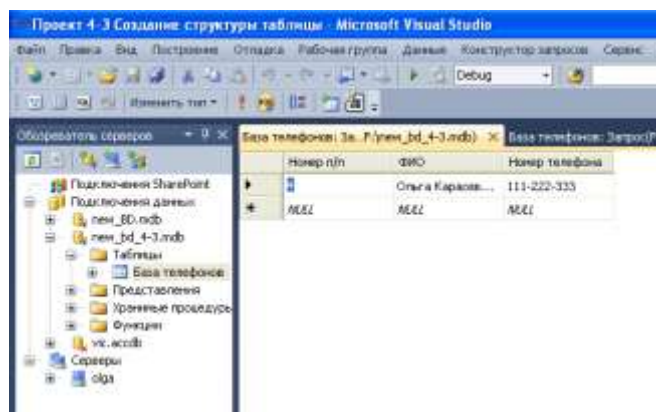 Проект 4-3 Создание структуры таблицы - Microsoft Visual Studio
Файл Правка Вид Построение Отладка Рабочая группа Данные Конструктор запросов Сервис
Debug
Изменить тип
Обозреватель серверов
База телефонов: За...F:\new_bd_4-3.mdb)
База телефонов: Запрос(F
Номер п/п ФИО Номер телефона
Ольга Карасев... 111-222-333
NULL NULL NULL
Подключения SharePoint
Подключения данных
new_BD.mdb
new_bd_4-3.mdb
Таблицы
База телефонов
Представления
Хранимые процедуры
Функции
vic.accdb
Серверы
olga